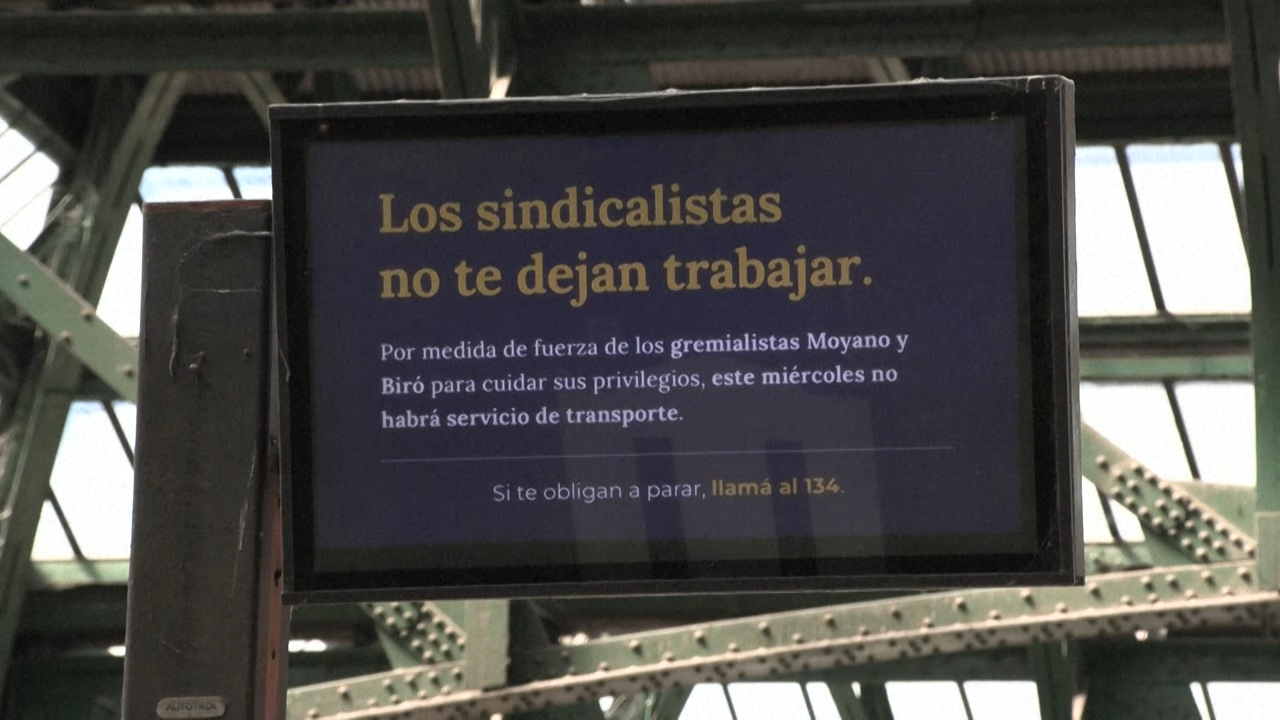 Los sindicalistas
no te dejan trabajar.
Por medida de fuerza de los gremialistas Moyano y
Biró para cuidar sus privilegios, este miércoles no
habrá servicio de transporte.
Si te obligan a parar, llamá al 134.